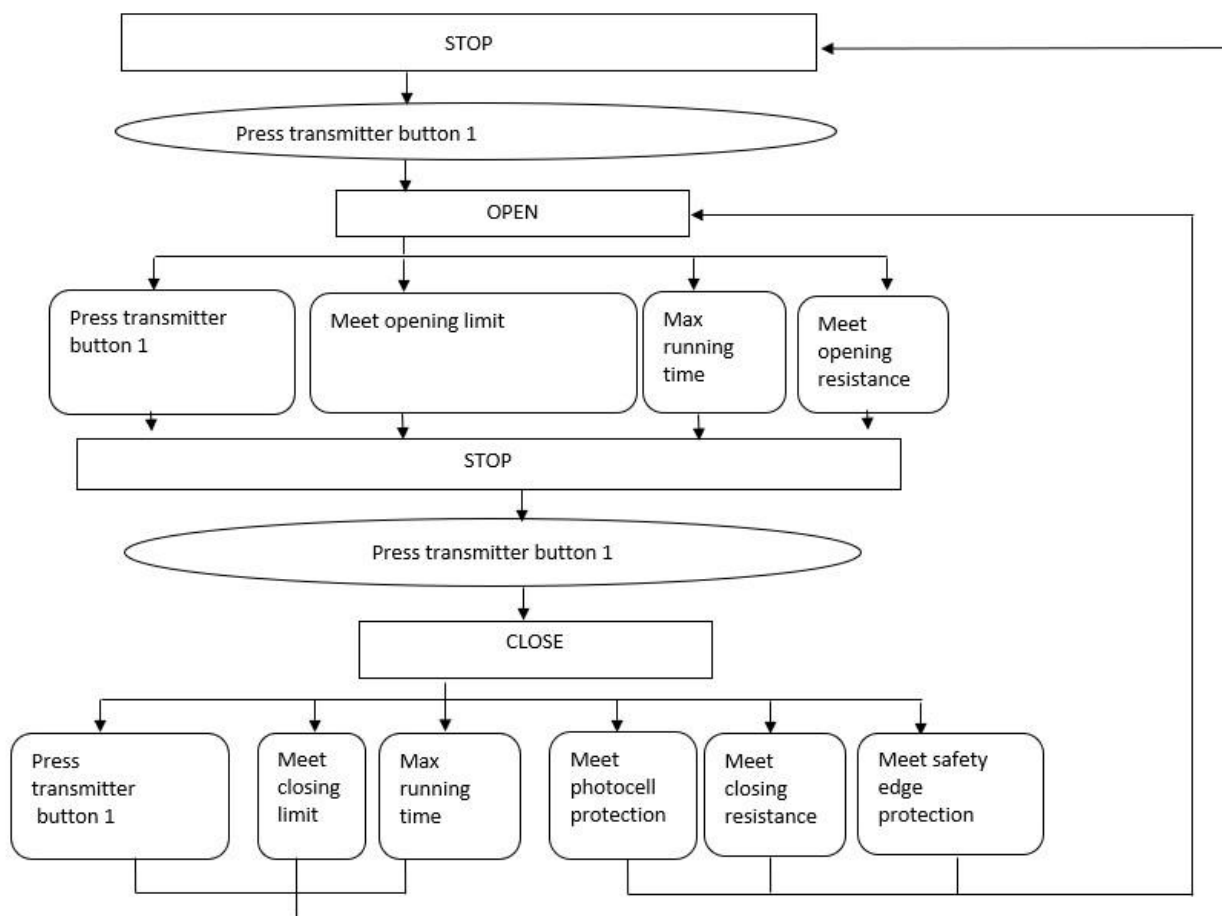 STOP
Press transmitter button 1
OPEN
Press transmitter
button 1
Meet opening limit
Max
running
time
Meet
opening
resistance
STOP
Press transmitter button 1
CLOSE
Press
transmitter
button 1
Meet
closing
limit
Max
running
time
Meet
photocell
protection
Meet
closing
resistance
Meet safety
edge
protection